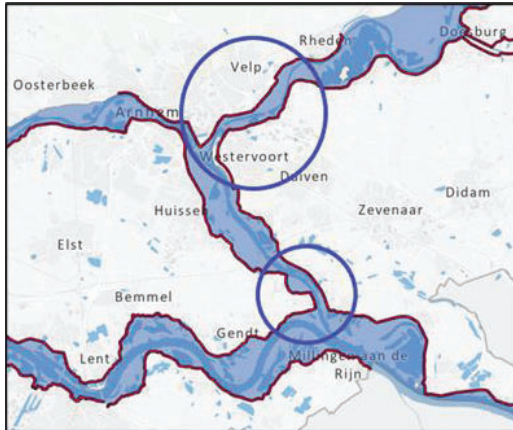 Doesburg
Rheden
Velp
Oosterbeek
Arnhem
Westervoort
Duiven
Didam
Huissen
Zevenaar
Elst
Bemmel
Gendt
Lent
Millingen aan de
Rijn